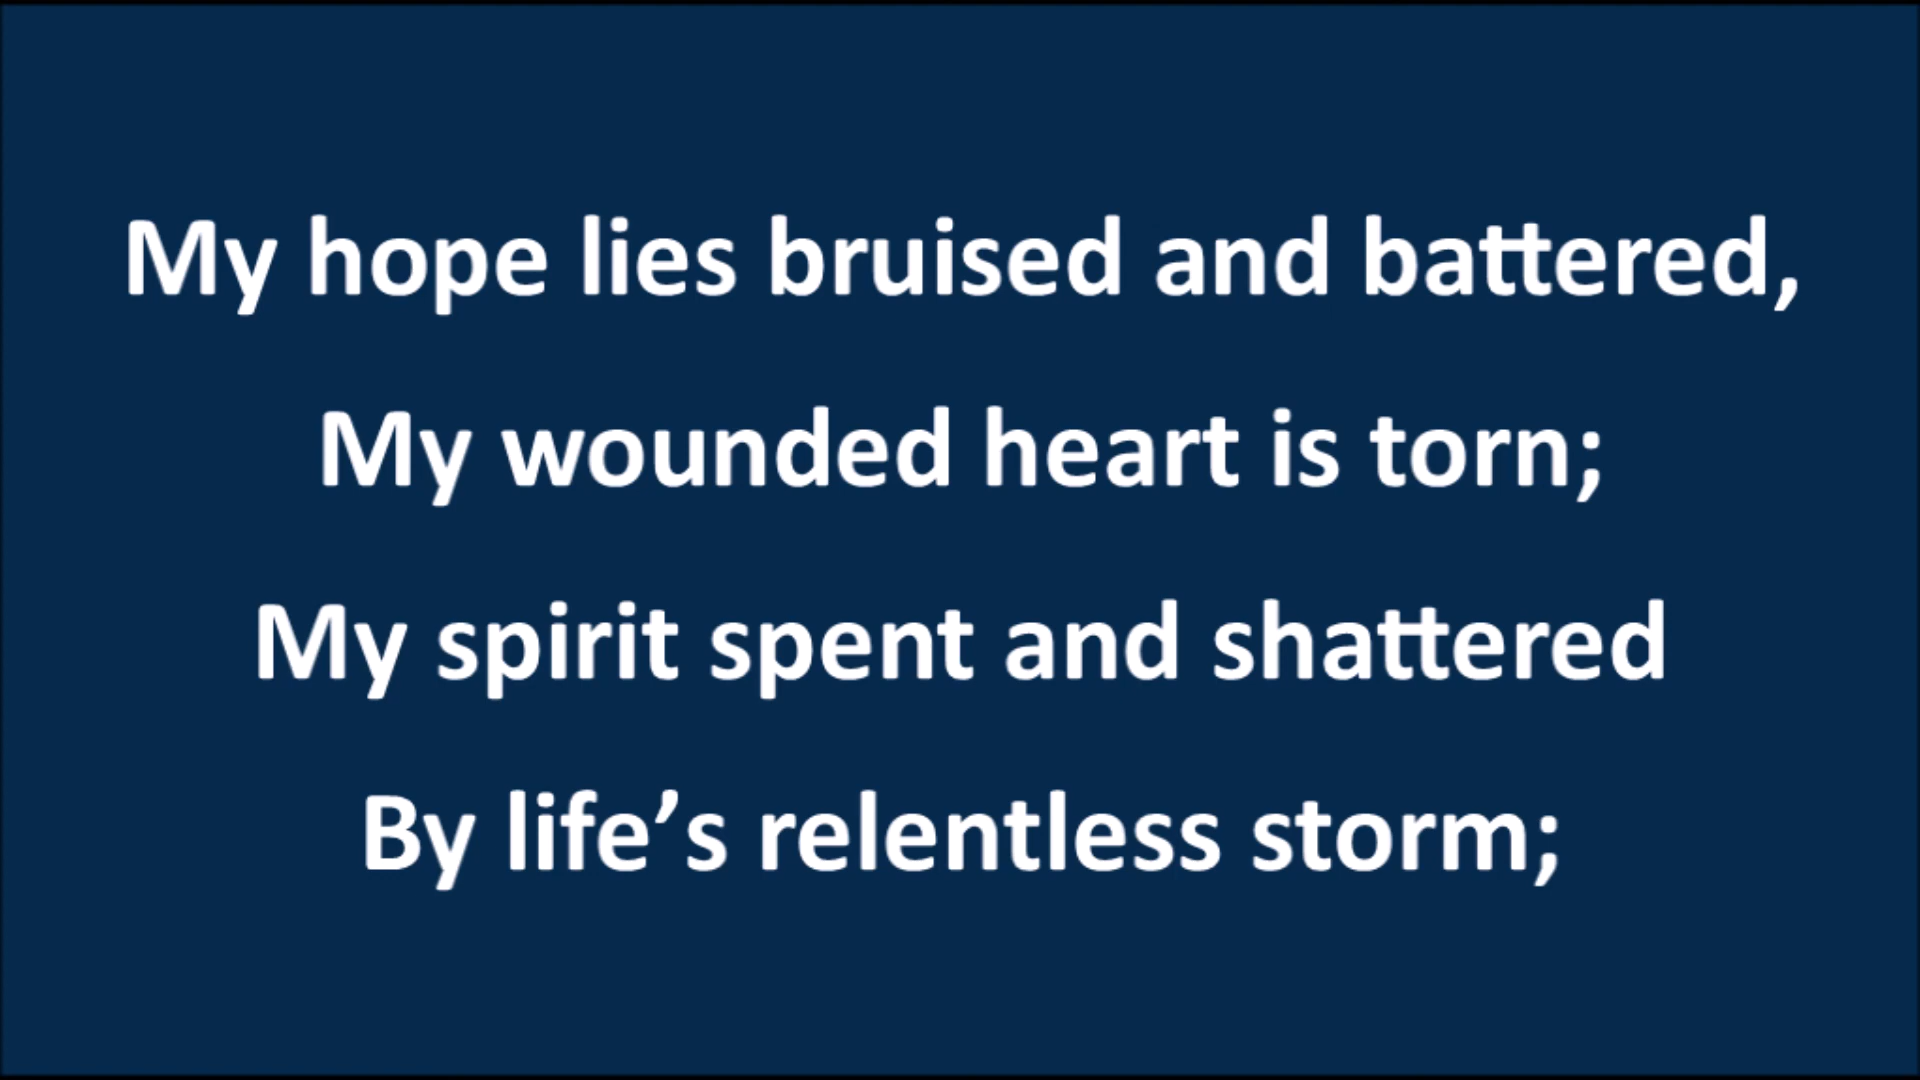 My hope lies bruised and battered,
My wounded heart is torn;
My spirit spent and shattered
By life’s relentless storm;